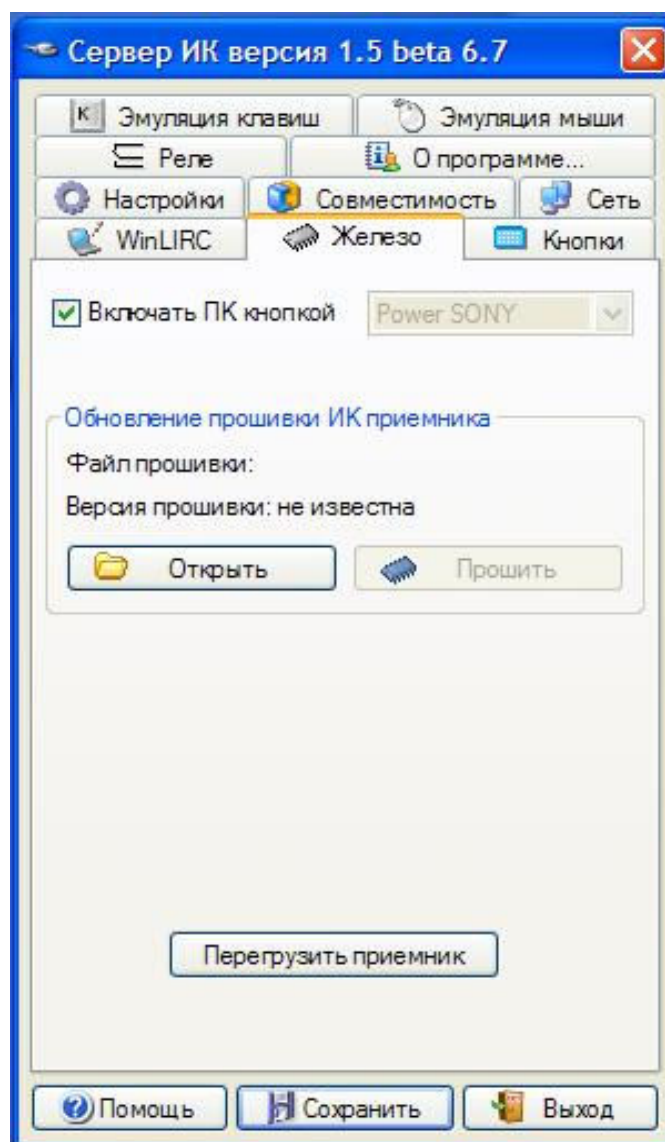 Сервер ИК версия 1.5 beta 6.7
K Эмуляция клавиш Эмуляция мыши
Реле О программе...
Настройки Совместимость Сеть
WinLIRC Железо Кнопки
Включать ПК кнопкой Power SONY
Обновление прошивки ИК приемника
Файл прошивки:
Версия прошивки: не известна
Открыть Прошить
Перегрузить приемник
Помощь Сохранить Выход